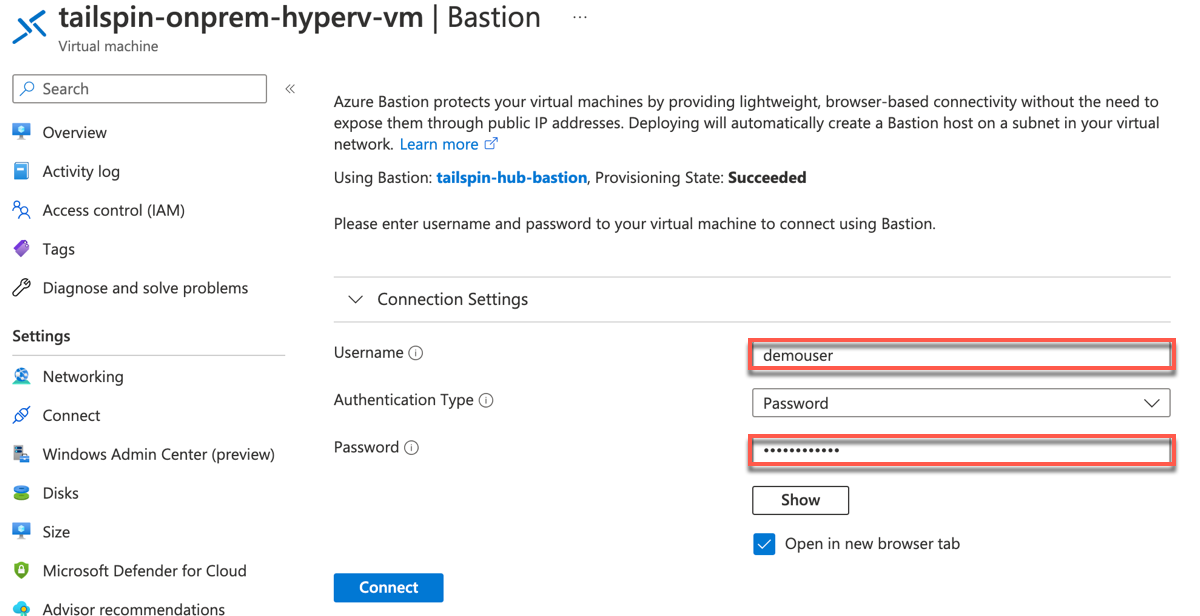 tailspin-onprem-hyperv-vm | Bastion ...
Virtual machine
Search «
Overview
Activity log
Access control (IAM)
Tags
Diagnose and solve problems
Settings
Networking
Connect
Windows Admin Center (preview)
Disks
Size
Microsoft Defender for Cloud
Advisor recommendations
Azure Bastion protects your virtual machines by providing lightweight, browser-based connectivity without the need to
expose them through public IP addresses. Deploying will automatically create a Bastion host on a subnet in your virtual
network. Learn more
Using Bastion: tailspin-hub-bastion, Provisioning State: Succeeded
Please enter username and password to your virtual machine to connect using Bastion.
Connection Settings
Username
demouser
Authentication Type
Password
Password
••••••••••••
Show
Open in new browser tab
Connect